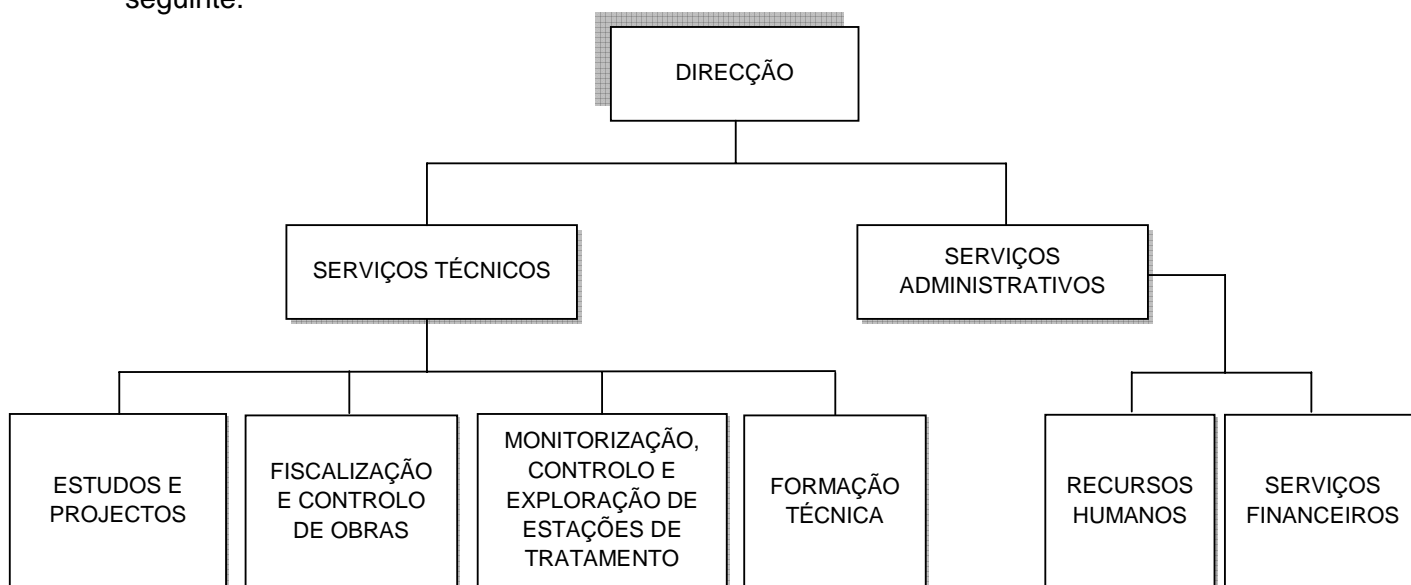 seguinte:
DIRECÇÃO
SERVIÇOS TÉCNICOS
SERVIÇOS
ADMINISTRATIVOS
ESTUDOS E
PROJECTOS
FISCALIZAÇÃO
E CONTROLO
DE OBRAS
MONITORIZAÇÃO,
CONTROLO E
EXPLORAÇÃO DE
ESTAÇÕES DE
TRATAMENTO
FORMAÇÃO
TÉCNICA
RECURSOS
HUMANOS
SERVIÇOS
FINANCEIROS